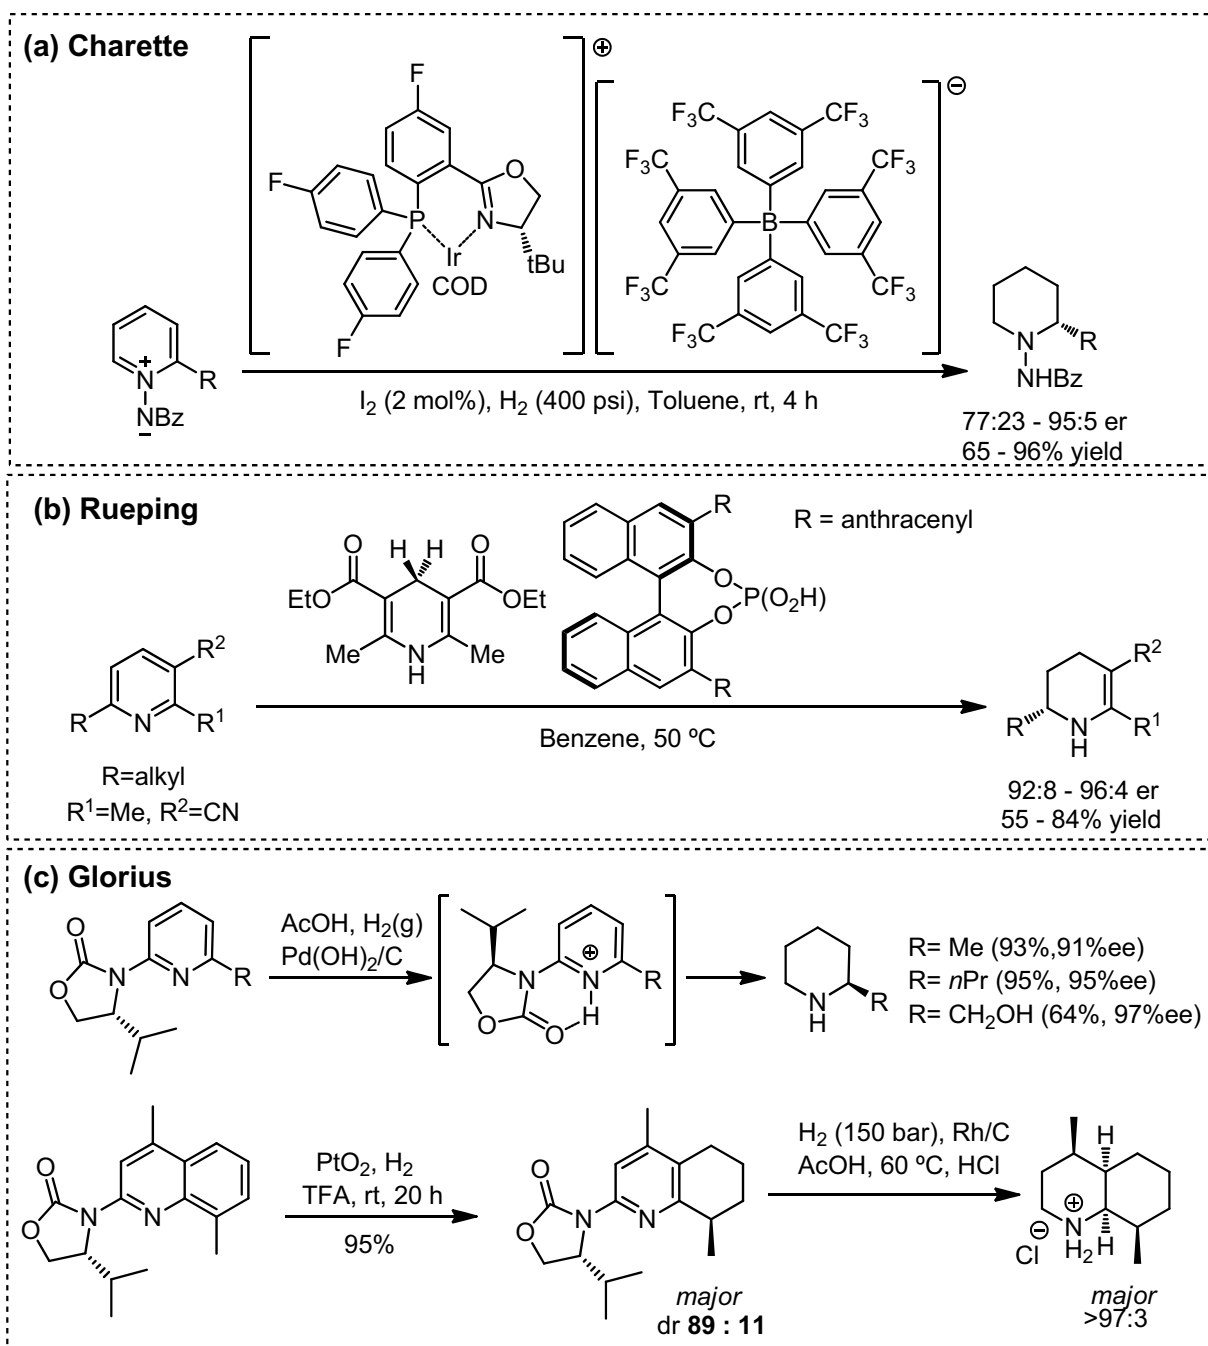 (a) Charette
F
F
F
P
N
O
Ir
COD
tBu
⊕
CF₃
F₃C
CF₃
F₃C
CF₃
B
F₃C
CF₃
F₃C
CF₃
⊖
N
+
R
NBz
−
I₂ (2 mol%), H₂ (400 psi), Toluene, rt, 4 h
N
R
NHBz
77:23 - 95:5 er
65 - 96% yield
(b) Rueping
O
H H
O
EtO
OEt
Me
N
H
Me
R
O
P(O₂H)
O
R
R = anthracenyl
R²
R
N
R¹
R=alkyl
R¹=Me, R²=CN
Benzene, 50 ºC
R²
R
N
H
R¹
92:8 - 96:4 er
55 - 84% yield
(c) Glorius
O
O
N
N
R
AcOH, H₂(g)
Pd(OH)₂/C
N
N
⊕
R
H
O
O
N
H
R
R= Me (93%,91%ee)
R= nPr (95%, 95%ee)
R= CH₂OH (64%, 97%ee)
O
O
N
N
PtO₂, H₂
TFA, rt, 20 h
95%
O
O
N
N
major
dr 89 : 11
H₂ (150 bar), Rh/C
AcOH, 60 ºC, HCl
H
⊕
N
H₂
H
⊖
Cl
major
>97:3